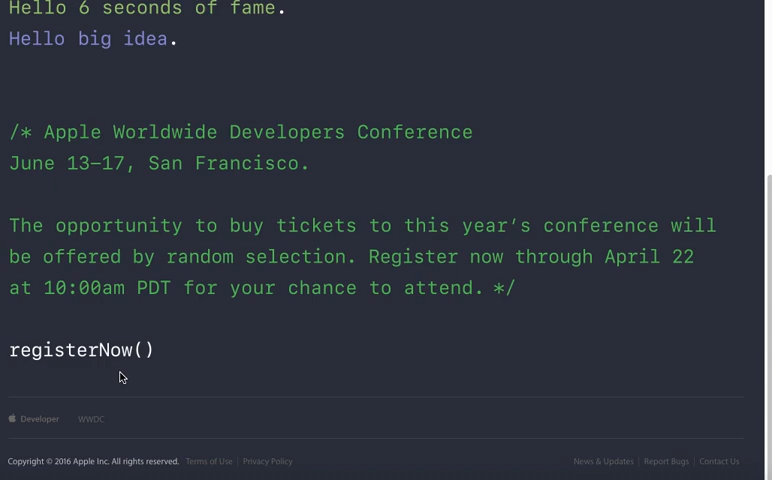 Hello 6 seconds of fame.
Hello big idea.
/* Apple Worldwide Developers Conference
June 13–17, San Francisco.
The opportunity to buy tickets to this year’s conference will
be offered by random selection. Register now through April 22
at 10:00am PDT for your chance to attend. */
registerNow()
Developer WWDC
Copyright © 2016 Apple Inc. All rights reserved. Terms of Use | Privacy Policy News & Updates | Report Bugs | Contact Us